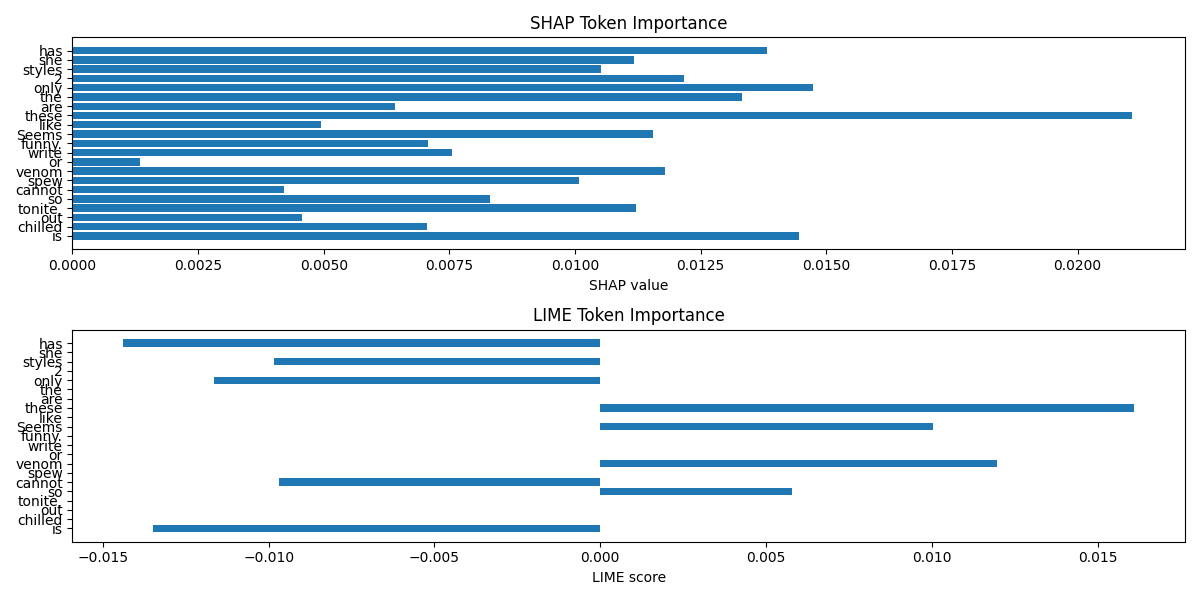 SHAP Token Importance
has
she
styles
2
only
the
are
these
like
Seems
funny.
write
or
venom
spew
cannot
so
tonite.
out
chilled
is
0.0000 0.0025 0.0050 0.0075 0.0100 0.0125 0.0150 0.0175 0.0200
SHAP value
LIME Token Importance
has
she
styles
2
only
the
are
these
like
Seems
funny.
write
or
venom
spew
cannot
so
tonite.
out
chilled
is
−0.015 −0.010 −0.005 0.000 0.005 0.010 0.015
LIME score